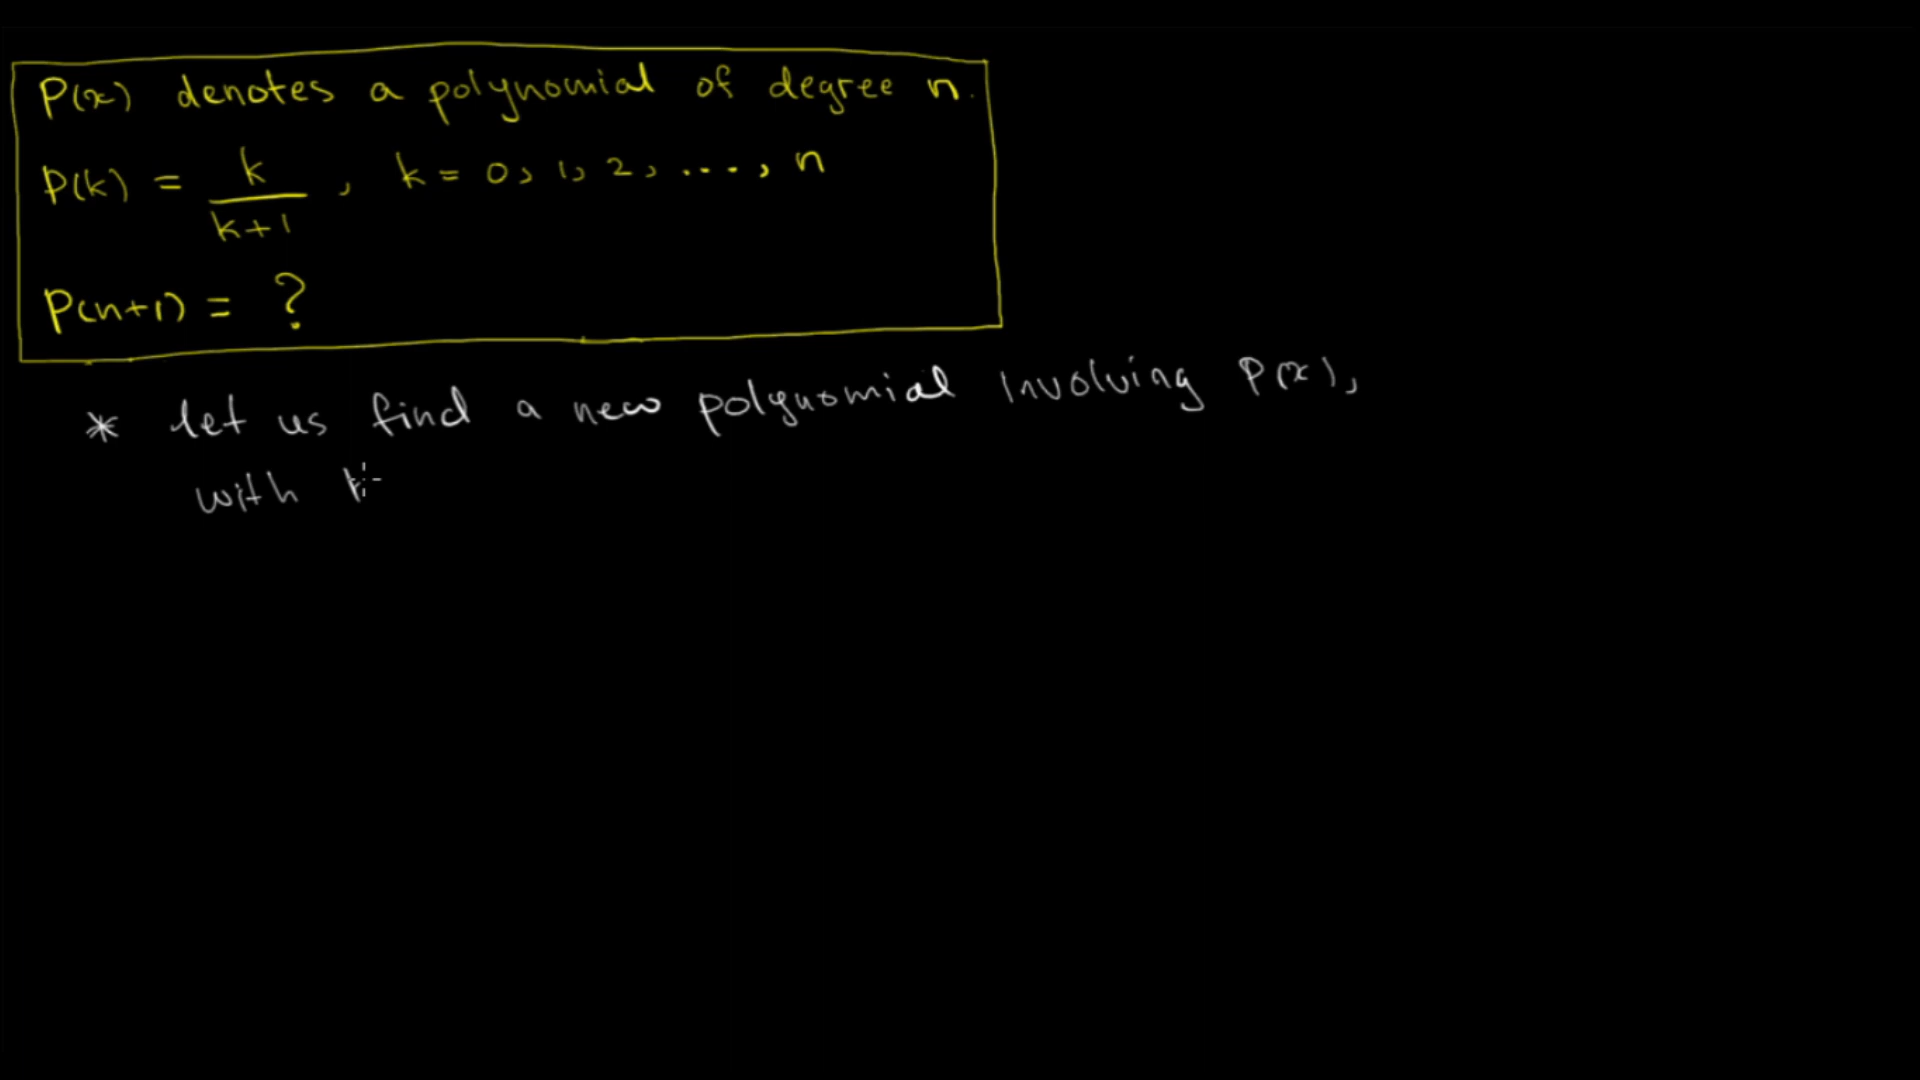 P(x) denotes a polynomial of degree n.
P(k) = k/(k+1), k = 0, 1, 2, ..., n
P(n+1) = ?
* let us find a new polynomial involving P(x),
with